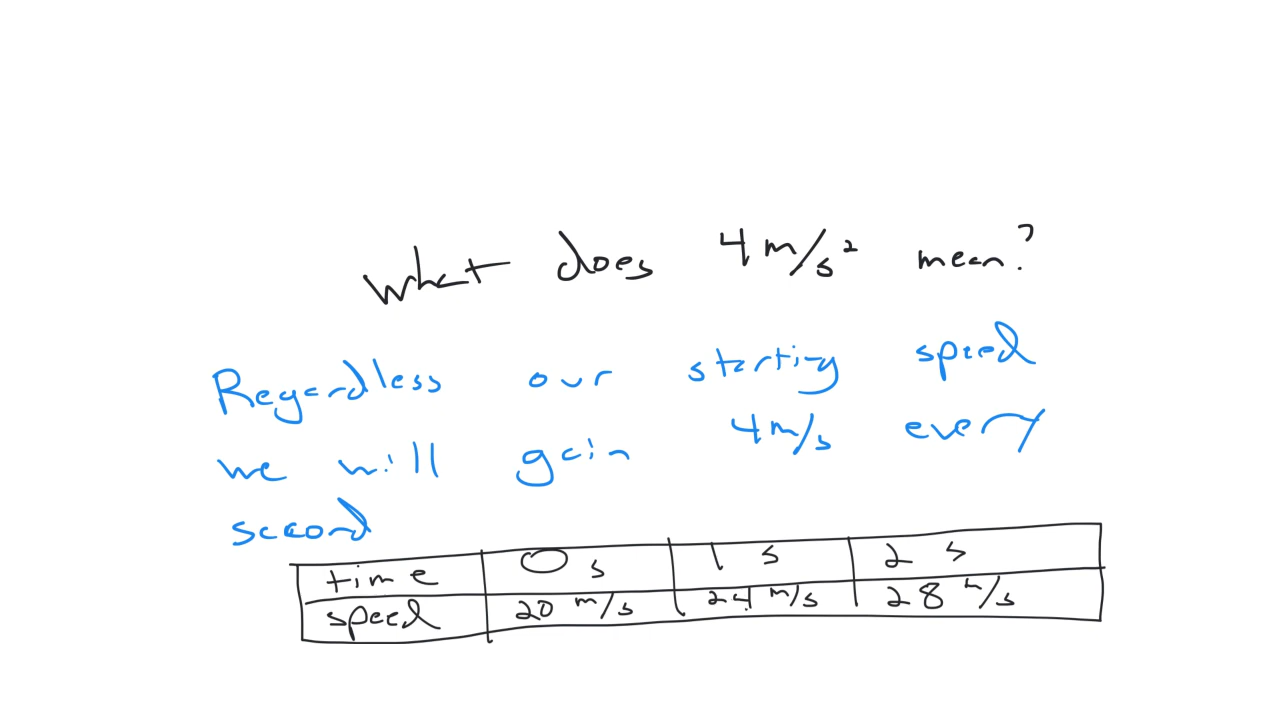 What does 4 m/s² mean?
Regardless our starting speed
we will gain 4 m/s every
second
time 0 s 1 s 2 s
speed 20 m/s 24 m/s 28 m/s